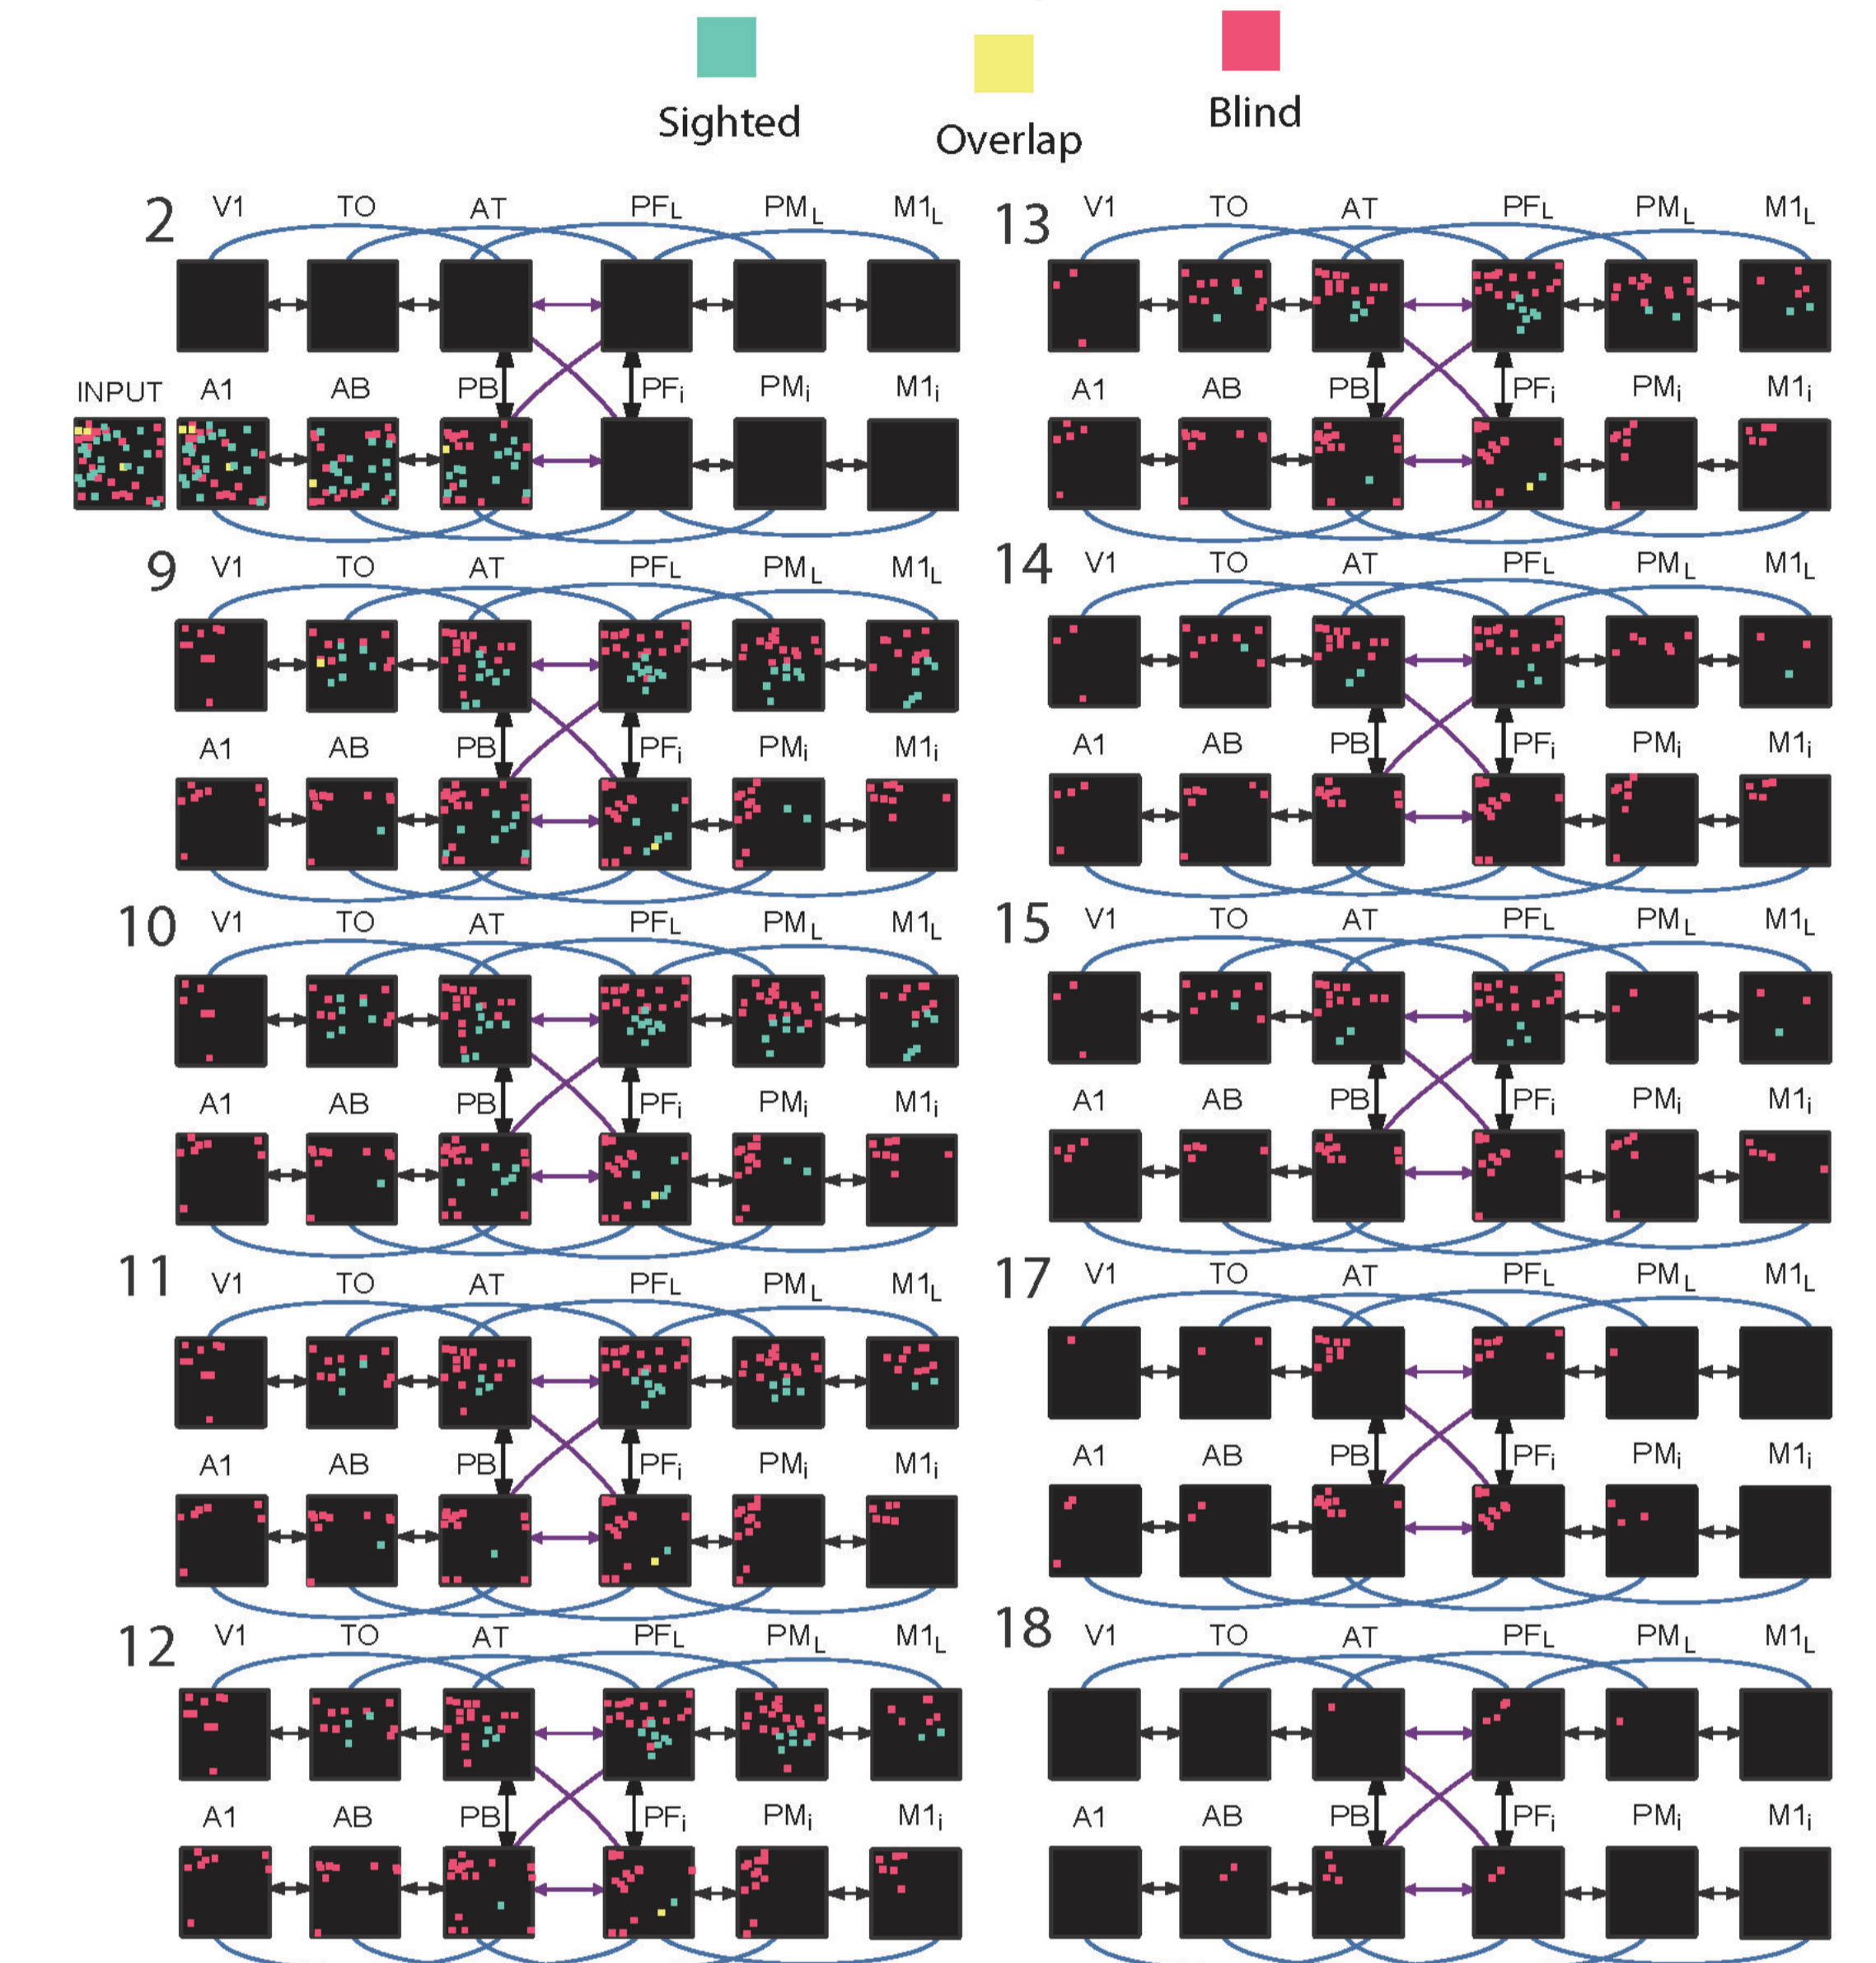 Sighted
Overlap
Blind
2 V1 TO AT PFL PML M1L
INPUT A1 AB PB PFi PMi M1i
9 V1 TO AT PFL PML M1L
A1 AB PB PFi PMi M1i
10 V1 TO AT PFL PML M1L
A1 AB PB PFi PMi M1i
11 V1 TO AT PFL PML M1L
A1 AB PB PFi PMi M1i
12 V1 TO AT PFL PML M1L
A1 AB PB PFi PMi M1i
13 V1 TO AT PFL PML M1L
A1 AB PB PFi PMi M1i
14 V1 TO AT PFL PML M1L
A1 AB PB PFi PMi M1i
15 V1 TO AT PFL PML M1L
A1 AB PB PFi PMi M1i
17 V1 TO AT PFL PML M1L
A1 AB PB PFi PMi M1i
18 V1 TO AT PFL PML M1L
A1 AB PB PFi PMi M1i